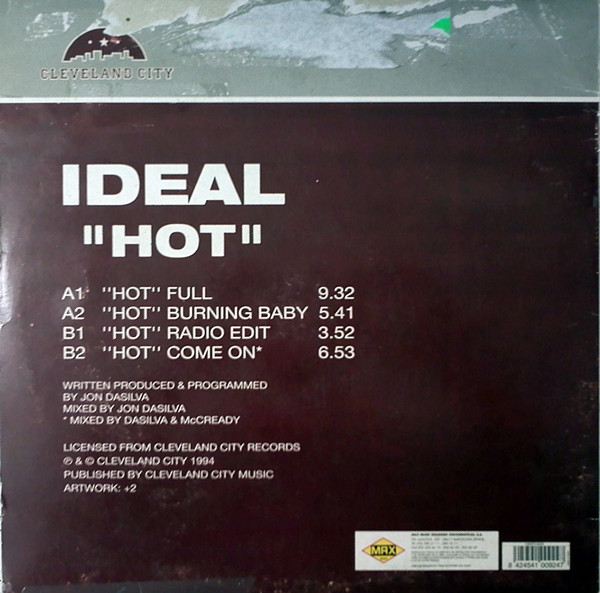 CLEVELAND CITY
IDEAL
"HOT"
A1 "HOT" FULL 9.32
A2 "HOT" BURNING BABY 5.41
B1 "HOT" RADIO EDIT 3.52
B2 "HOT" COME ON* 6.53
WRITTEN PRODUCED & PROGRAMMED
BY JON DASILVA
MIXED BY JON DASILVA
* MIXED BY DASILVA & McCREADY
LICENSED FROM CLEVELAND CITY RECORDS
℗ & © CLEVELAND CITY 1994
PUBLISHED BY CLEVELAND CITY MUSIC
ARTWORK: +2
MAX
8 424541 009247